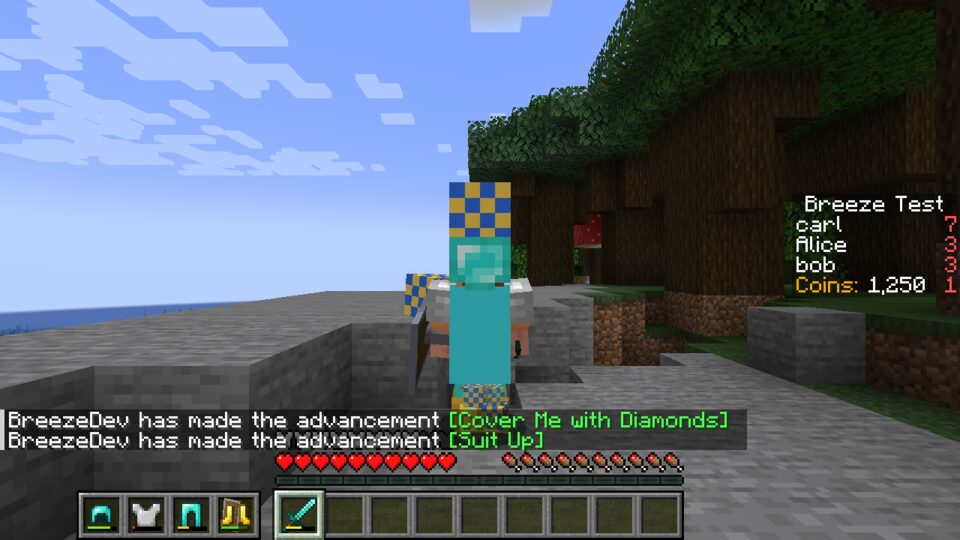 Breeze Test
carl 7
Alice 3
bob 3
Coins: 1,250 1
BreezeDev has made the advancement [Cover Me with Diamonds]
BreezeDev has made the advancement [Suit Up]